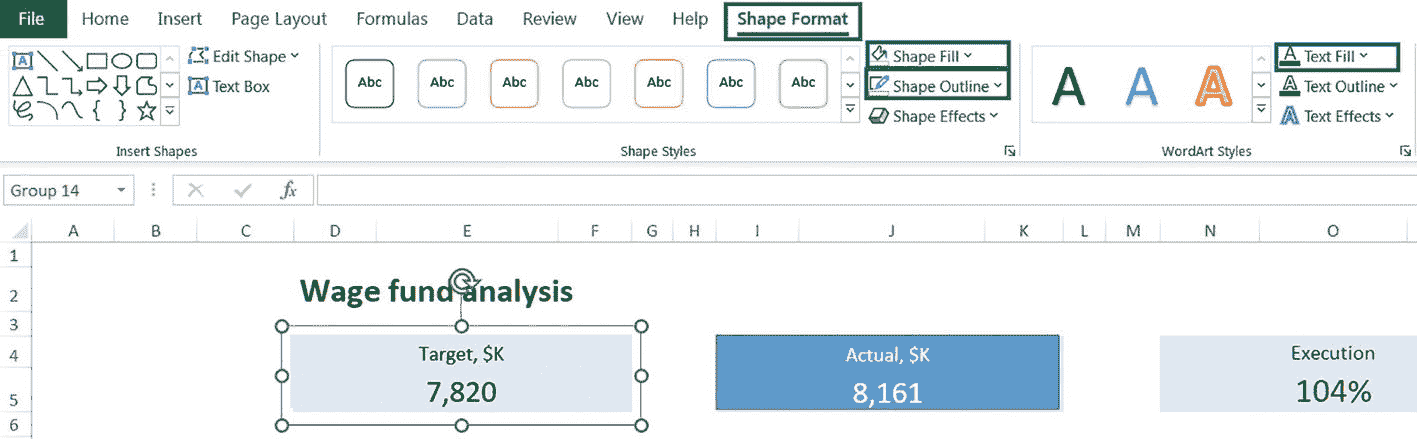 File Home Insert Page Layout Formulas Data Review View Help Shape Format
A Edit Shape Abc Abc Abc Abc Abc Abc Abc Shape Fill A A A A Text Fill
A Text Box Shape Outline A Text Outline
{ } Shape Effects A Text Effects
Insert Shapes Shape Styles WordArt Styles
Group 14 fx
A B C D E F G H I J K L M N O
1
2 Wage fund analysis
3
4 Target, $K Actual, $K Execution
5 7,820 8,161 104%
6